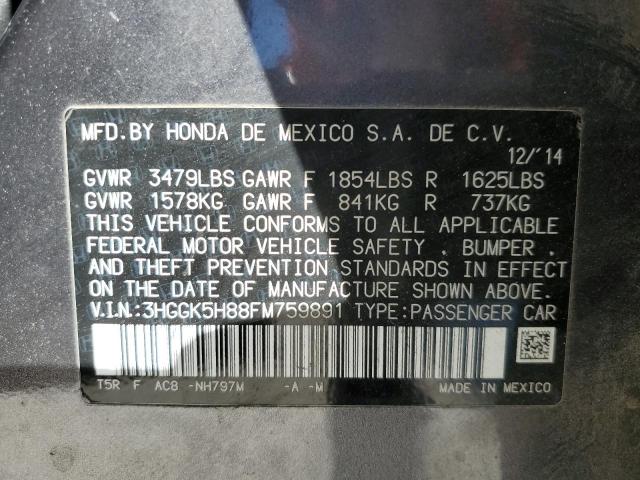 MFD.BY HONDA DE MEXICO S.A. DE C.V.
12/'14
GVWR 3479LBS GAWR F 1854LBS R 1625LBS
GVWR 1578KG GAWR F 841KG R 737KG
THIS VEHICLE CONFORMS TO ALL APPLICABLE
FEDERAL MOTOR VEHICLE SAFETY , BUMPER ,
AND THEFT PREVENTION STANDARDS IN EFFECT
ON THE DATE OF MANUFACTURE SHOWN ABOVE.
V.I.N.:3HGGK5H88FM759891 TYPE:PASSENGER CAR
T5R F AC8 -NH797M -A -M MADE IN MEXICO